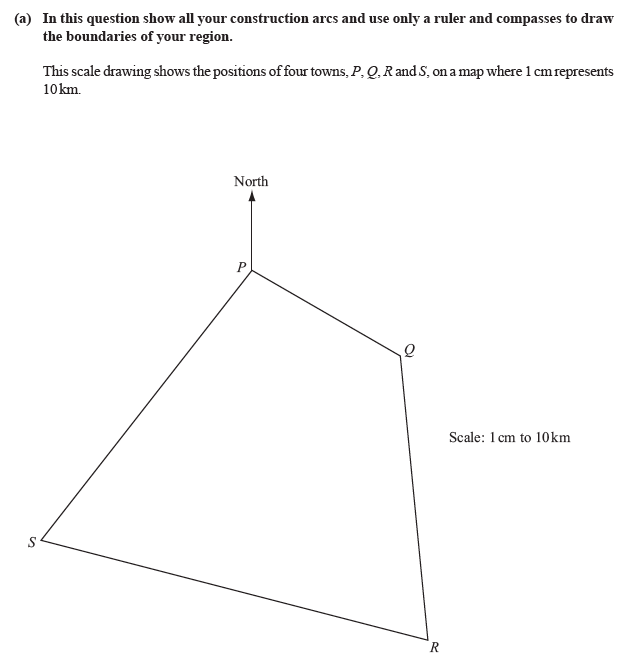 (a) In this question show all your construction arcs and use only a ruler and compasses to draw
the boundaries of your region.
This scale drawing shows the positions of four towns, P, Q, R and S, on a map where 1 cm represents
10 km.
North
P
Q
Scale: 1 cm to 10 km
S
R